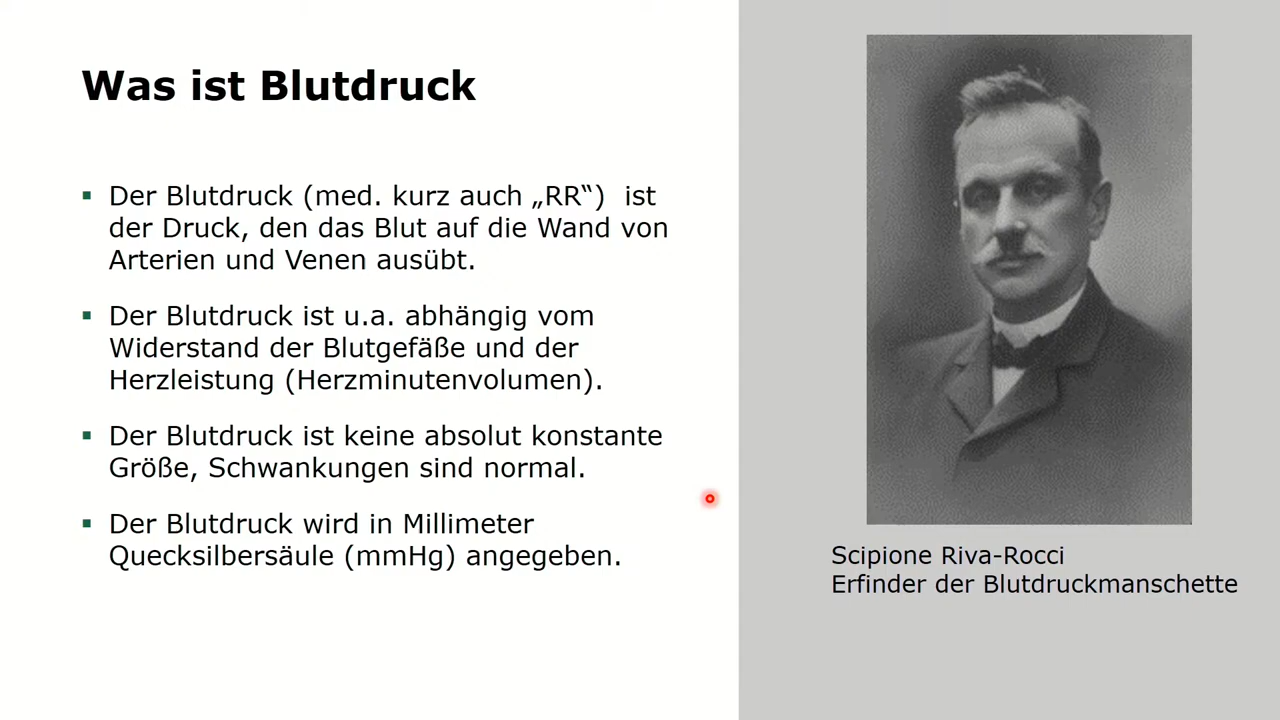 Was ist Blutdruck
▪ Der Blutdruck (med. kurz auch „RR“) ist
der Druck, den das Blut auf die Wand von
Arterien und Venen ausübt.
▪ Der Blutdruck ist u.a. abhängig vom
Widerstand der Blutgefäße und der
Herzleistung (Herzminutenvolumen).
▪ Der Blutdruck ist keine absolut konstante
Größe, Schwankungen sind normal.
▪ Der Blutdruck wird in Millimeter
Quecksilbersäule (mmHg) angegeben.
Scipione Riva-Rocci
Erfinder der Blutdruckmanschette